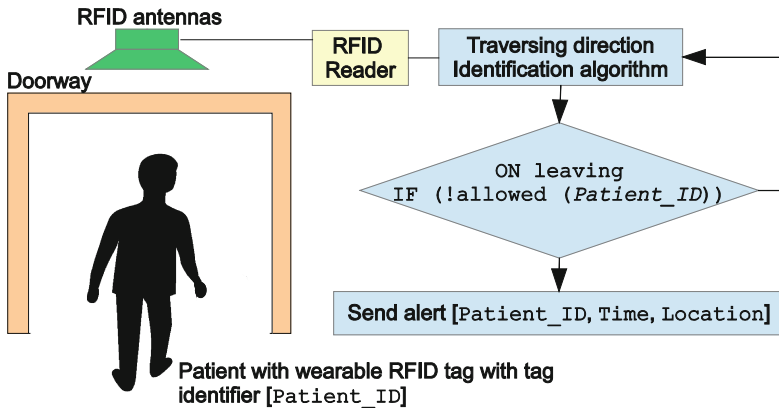 RFID antennas
RFID
Reader
Traversing direction
Identification algorithm
Doorway
ON leaving
IF (!allowed (Patient_ID))
Send alert [Patient_ID, Time, Location]
Patient with wearable RFID tag with tag
identifier [Patient_ID]